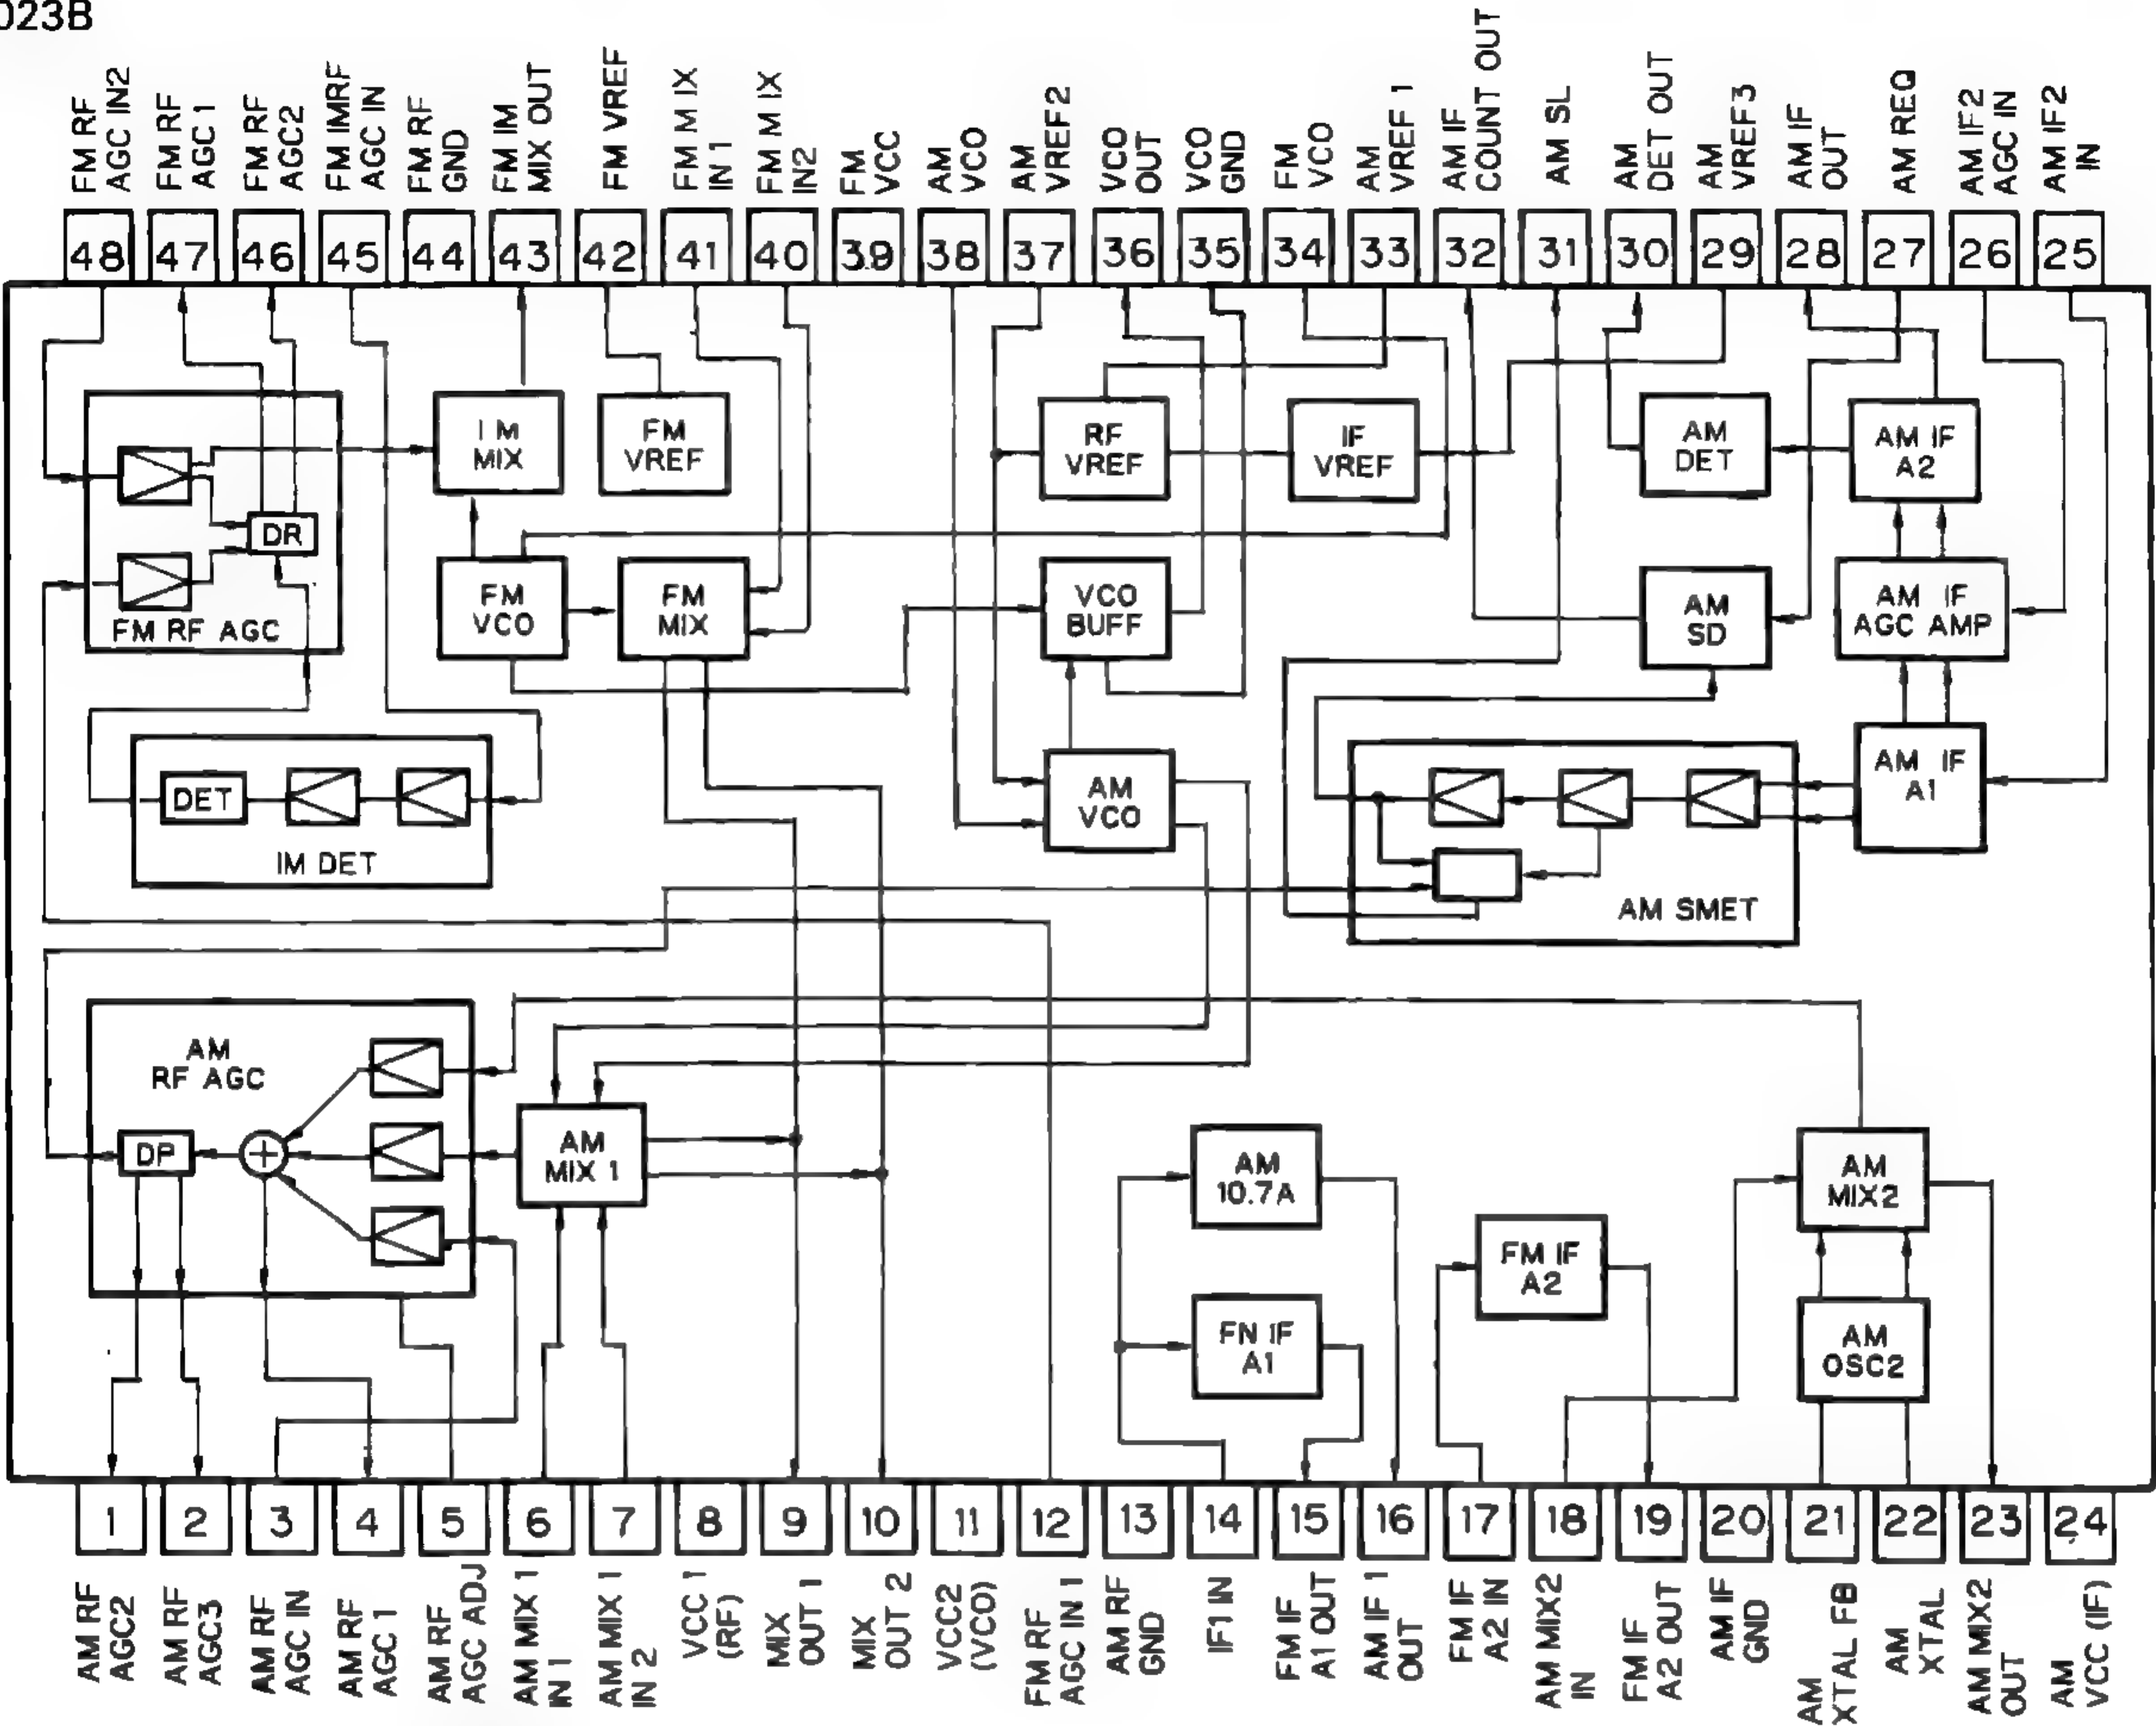 023B
FM RF
AGC IN2
FM RF
AGC 1
FM RF
AGC2
FM IMRF
AGC IN
FM RF
GND
FM IM
MIX OUT
FM VREF
FM M IX
IN 1
FM M IX
IN2
FM
VCC
AM
VCO
AM
VREF2
VCO
OUT
VCO
GND
FM
VCO
AM
VREF 1
AM IF
COUNT OUT
AM SL
AM
DET OUT
AM
VREF3
AM IF
OUT
AM REQ
AM IF2
AGC IN
AM IF2
IN
48 47 46 45 44 43 42 41 40 39 38 37 36 35 34 33 32 31 30 29 28 27 26 25
IM
MIX
FM
VREF
RF
VREF
IF
VREF
AM
DET
AM IF
A2
DR
FM RF AGC
FM
VCO
FM
MIX
VCO
BUFF
AM
SD
AM IF
AGC AMP
DET
IM DET
AM
VCO
AM IF
A1
AM SMET
AM
RF AGC
DP
+
AM
MIX 1
AM
10.7A
FN IF
A1
FM IF
A2
AM
MIX2
AM
OSC2
1 2 3 4 5 6 7 8 9 10 11 12 13 14 15 16 17 18 19 20 21 22 23 24
AM RF
AGC2
AM RF
AGC3
AM RF
AGC IN
AM RF
AGC 1
AM RF
AGC ADJ
AM MIX 1
IN 1
AM MIX 1
IN 2
VCC 1
(RF)
MIX
OUT 1
MIX
OUT 2
VCC2
(VCO)
FM RF
AGC IN 1
AM RF
GND
IF1 IN
FM IF
A1 OUT
AM IF 1
OUT
FM IF
A2 IN
AM MIX2
IN
FM IF
A2 OUT
AM IF
GND
AM
XTAL FB
AM
XTAL
AM MIX2
OUT
AM
VCC (IF)